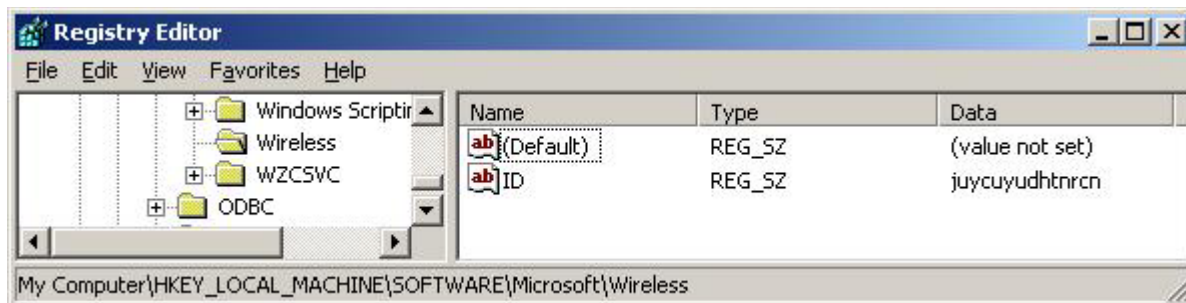 Registry Editor
File Edit View Favorites Help
Windows Scriptin
Wireless
WZCSVC
ODBC
Name Type Data
(Default) REG_SZ (value not set)
ID REG_SZ juycuyudhtnrcn
My Computer\HKEY_LOCAL_MACHINE\SOFTWARE\Microsoft\Wireless